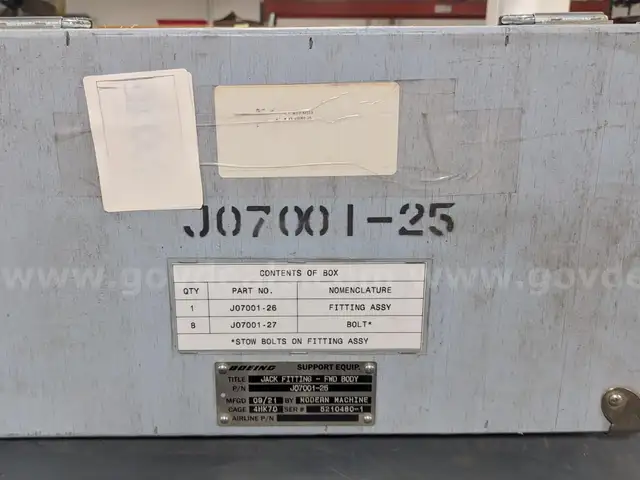 J07001-25
CONTENTS OF BOX
QTY PART NO. NOMENCLATURE
1 J07001-26 FITTING ASSY
8 J07001-27 BOLT*
*STOW BOLTS ON FITTING ASSY
BOEING SUPPORT EQUIP.
TITLE JACK FITTING - FWD BODY
P/N J07001-25
MFGD 09/21 BY MODERN MACHINE
CAGE 4HK7D SER # 5210480-1
AIRLINE P/N